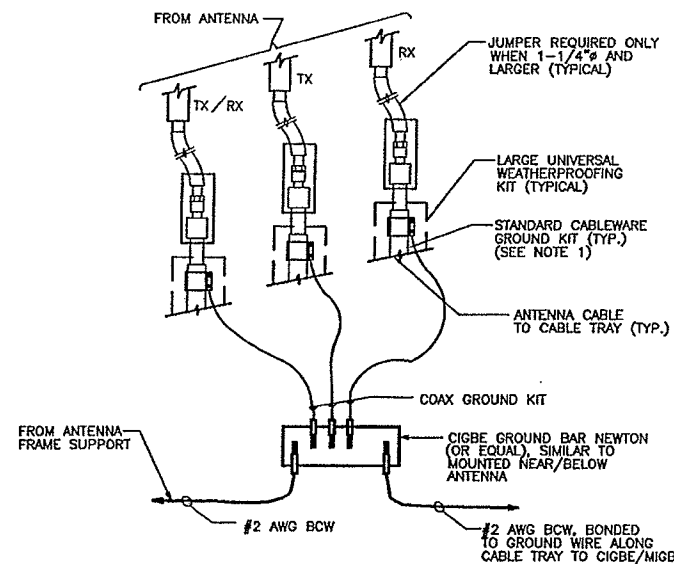 FROM ANTENNA
RX
TX
TX/RX
JUMPER REQUIRED ONLY
WHEN 1-1/4"ø AND
LARGER (TYPICAL)
LARGE UNIVERSAL
WEATHERPROOFING
KIT (TYPICAL)
STANDARD CABLEWARE
GROUND KIT (TYP.)
(SEE NOTE 1)
ANTENNA CABLE
TO CABLE TRAY (TYP.)
COAX GROUND KIT
FROM ANTENNA
FRAME SUPPORT
CIGBE GROUND BAR NEWTON
(OR EQUAL), SIMILAR TO
MOUNTED NEAR/BELOW
ANTENNA
#2 AWG BCW
#2 AWG BCW, BONDED
TO GROUND WIRE ALONG
CABLE TRAY TO CIGBE/MIGB